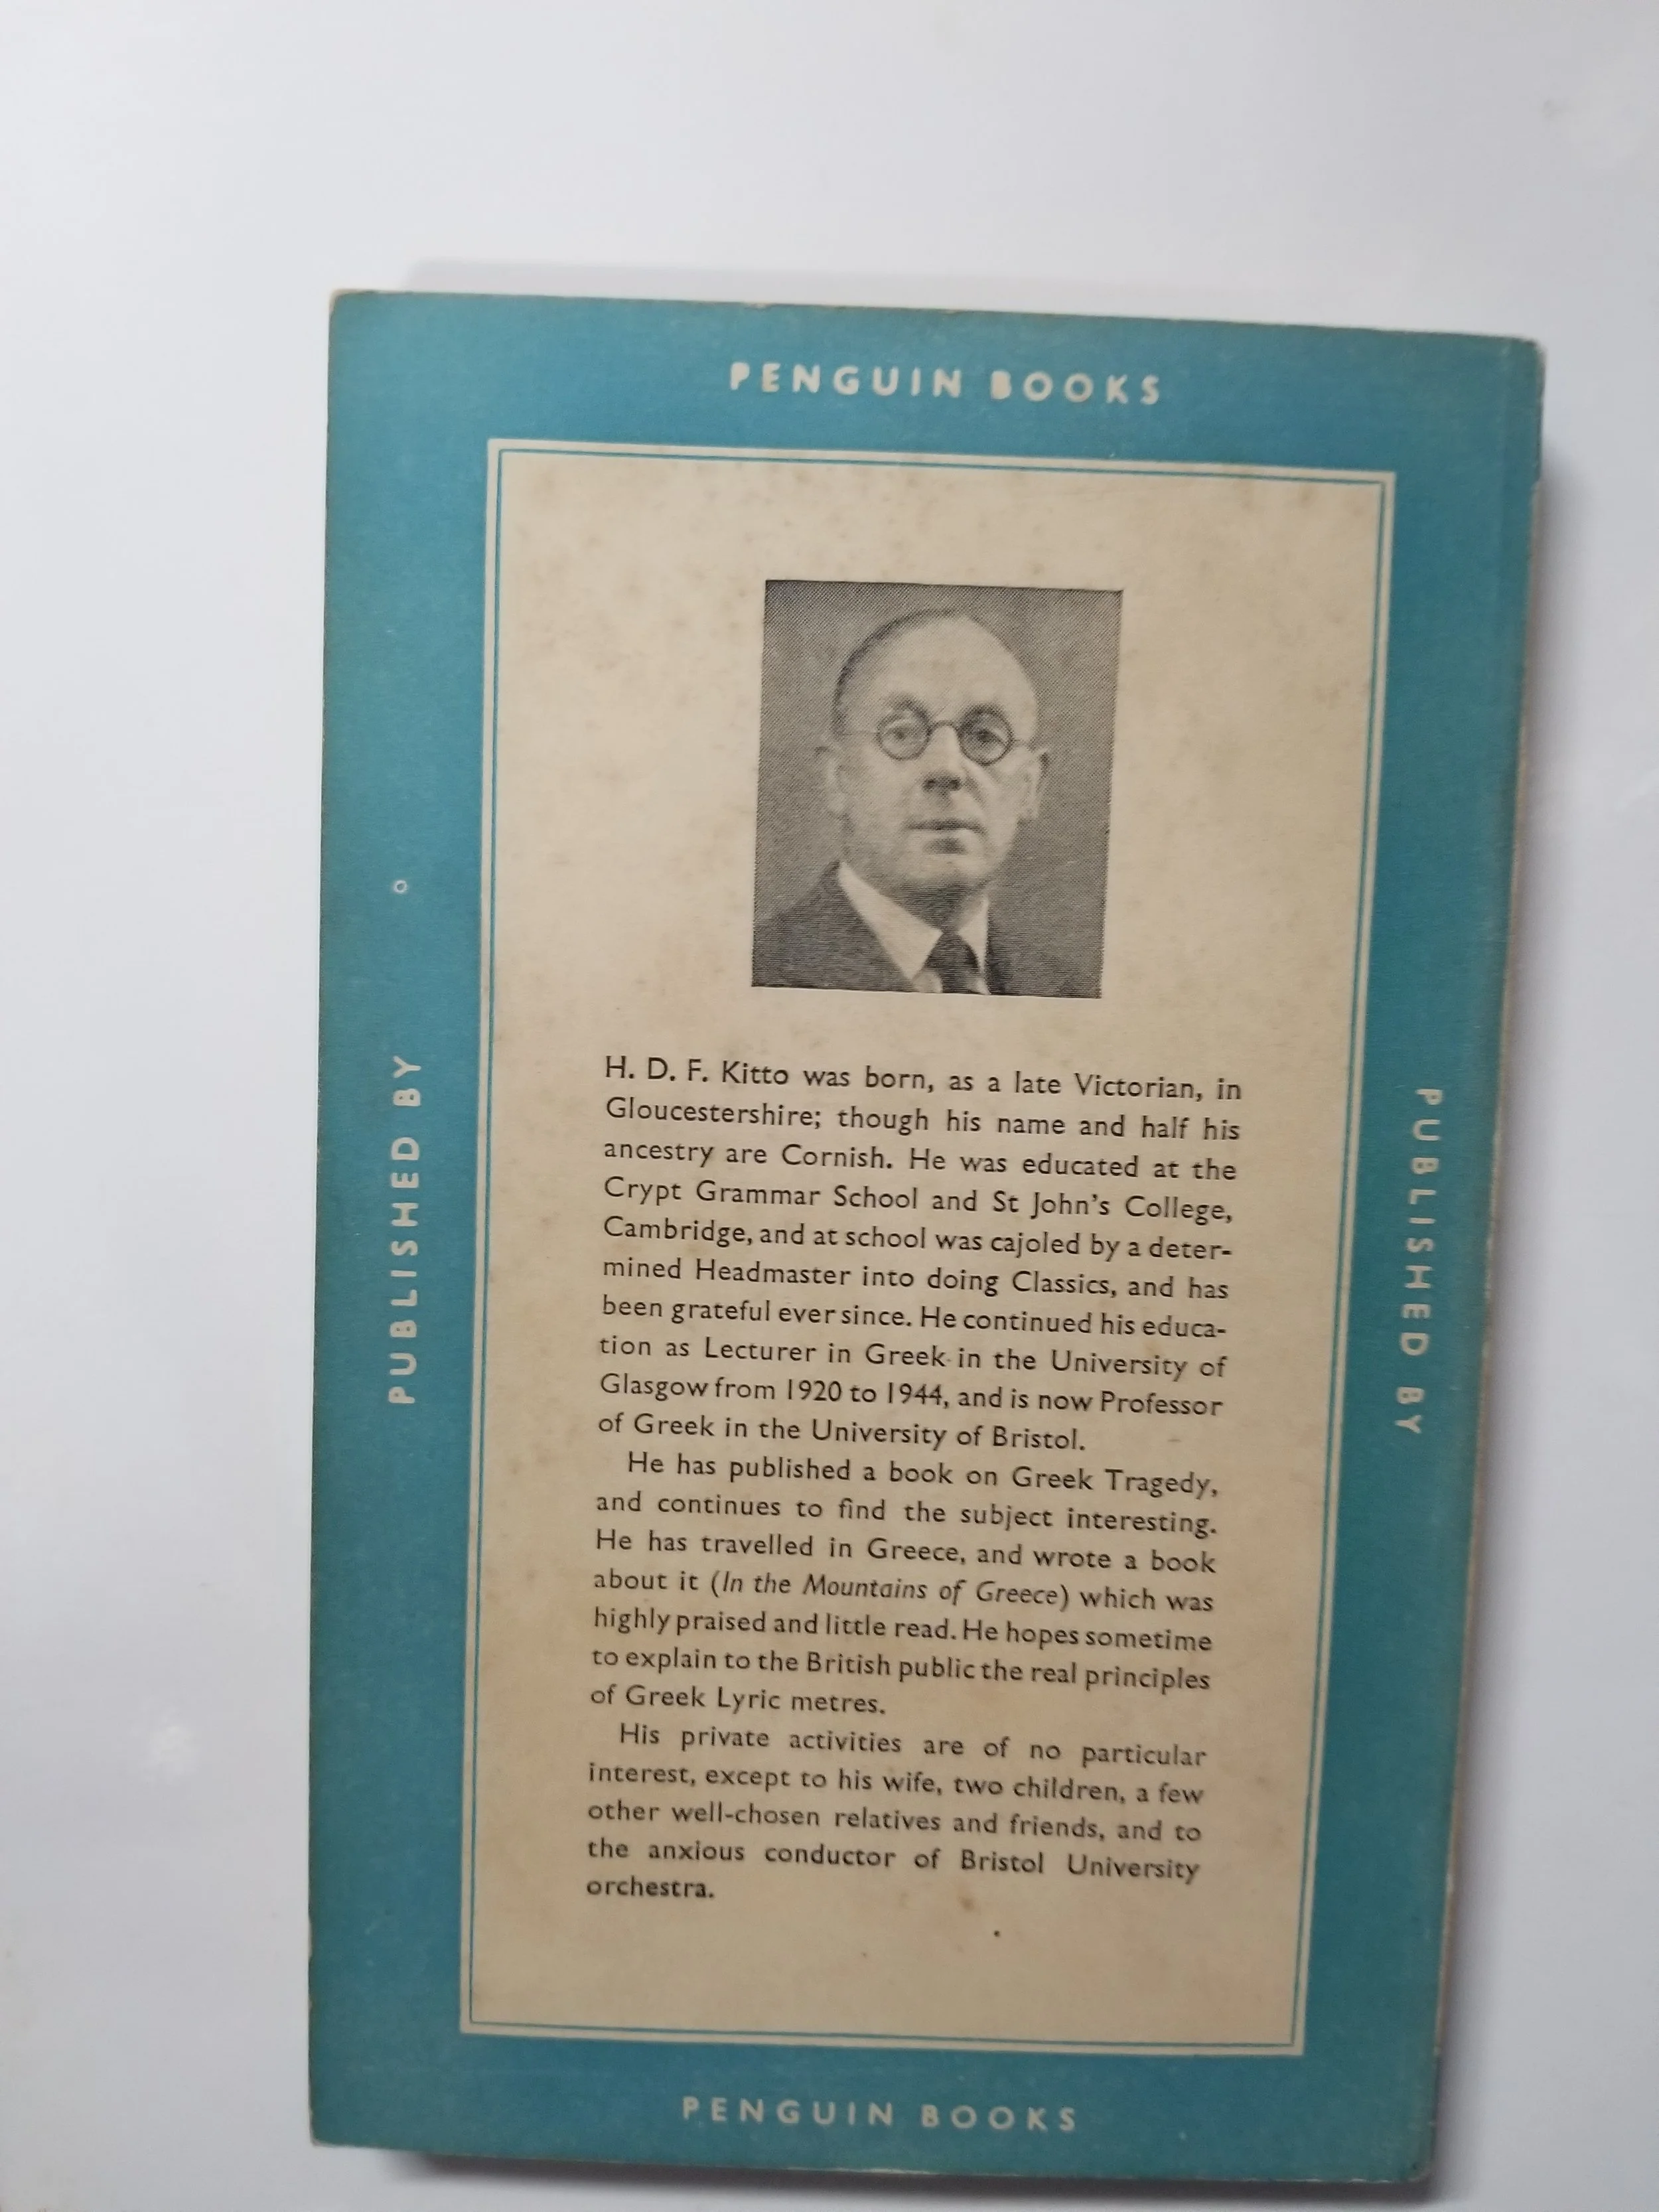 PENGUIN BOOKS
PUBLISHED BY
PUBLISHED BY
H. D. F. Kitto was born, as a late Victorian, in
Gloucestershire; though his name and half his
ancestry are Cornish. He was educated at the
Crypt Grammar School and St John's College,
Cambridge, and at school was cajoled by a deter-
mined Headmaster into doing Classics, and has
been grateful ever since. He continued his educa-
tion as Lecturer in Greek in the University of
Glasgow from 1920 to 1944, and is now Professor
of Greek in the University of Bristol.
He has published a book on Greek Tragedy,
and continues to find the subject interesting.
He has travelled in Greece, and wrote a book
about it (In the Mountains of Greece) which was
highly praised and little read. He hopes sometime
to explain to the British public the real principles
of Greek Lyric metres.
His private activities are of no particular
interest, except to his wife, two children, a few
other well-chosen relatives and friends, and to
the anxious conductor of Bristol University
orchestra.
PENGUIN BOOKS